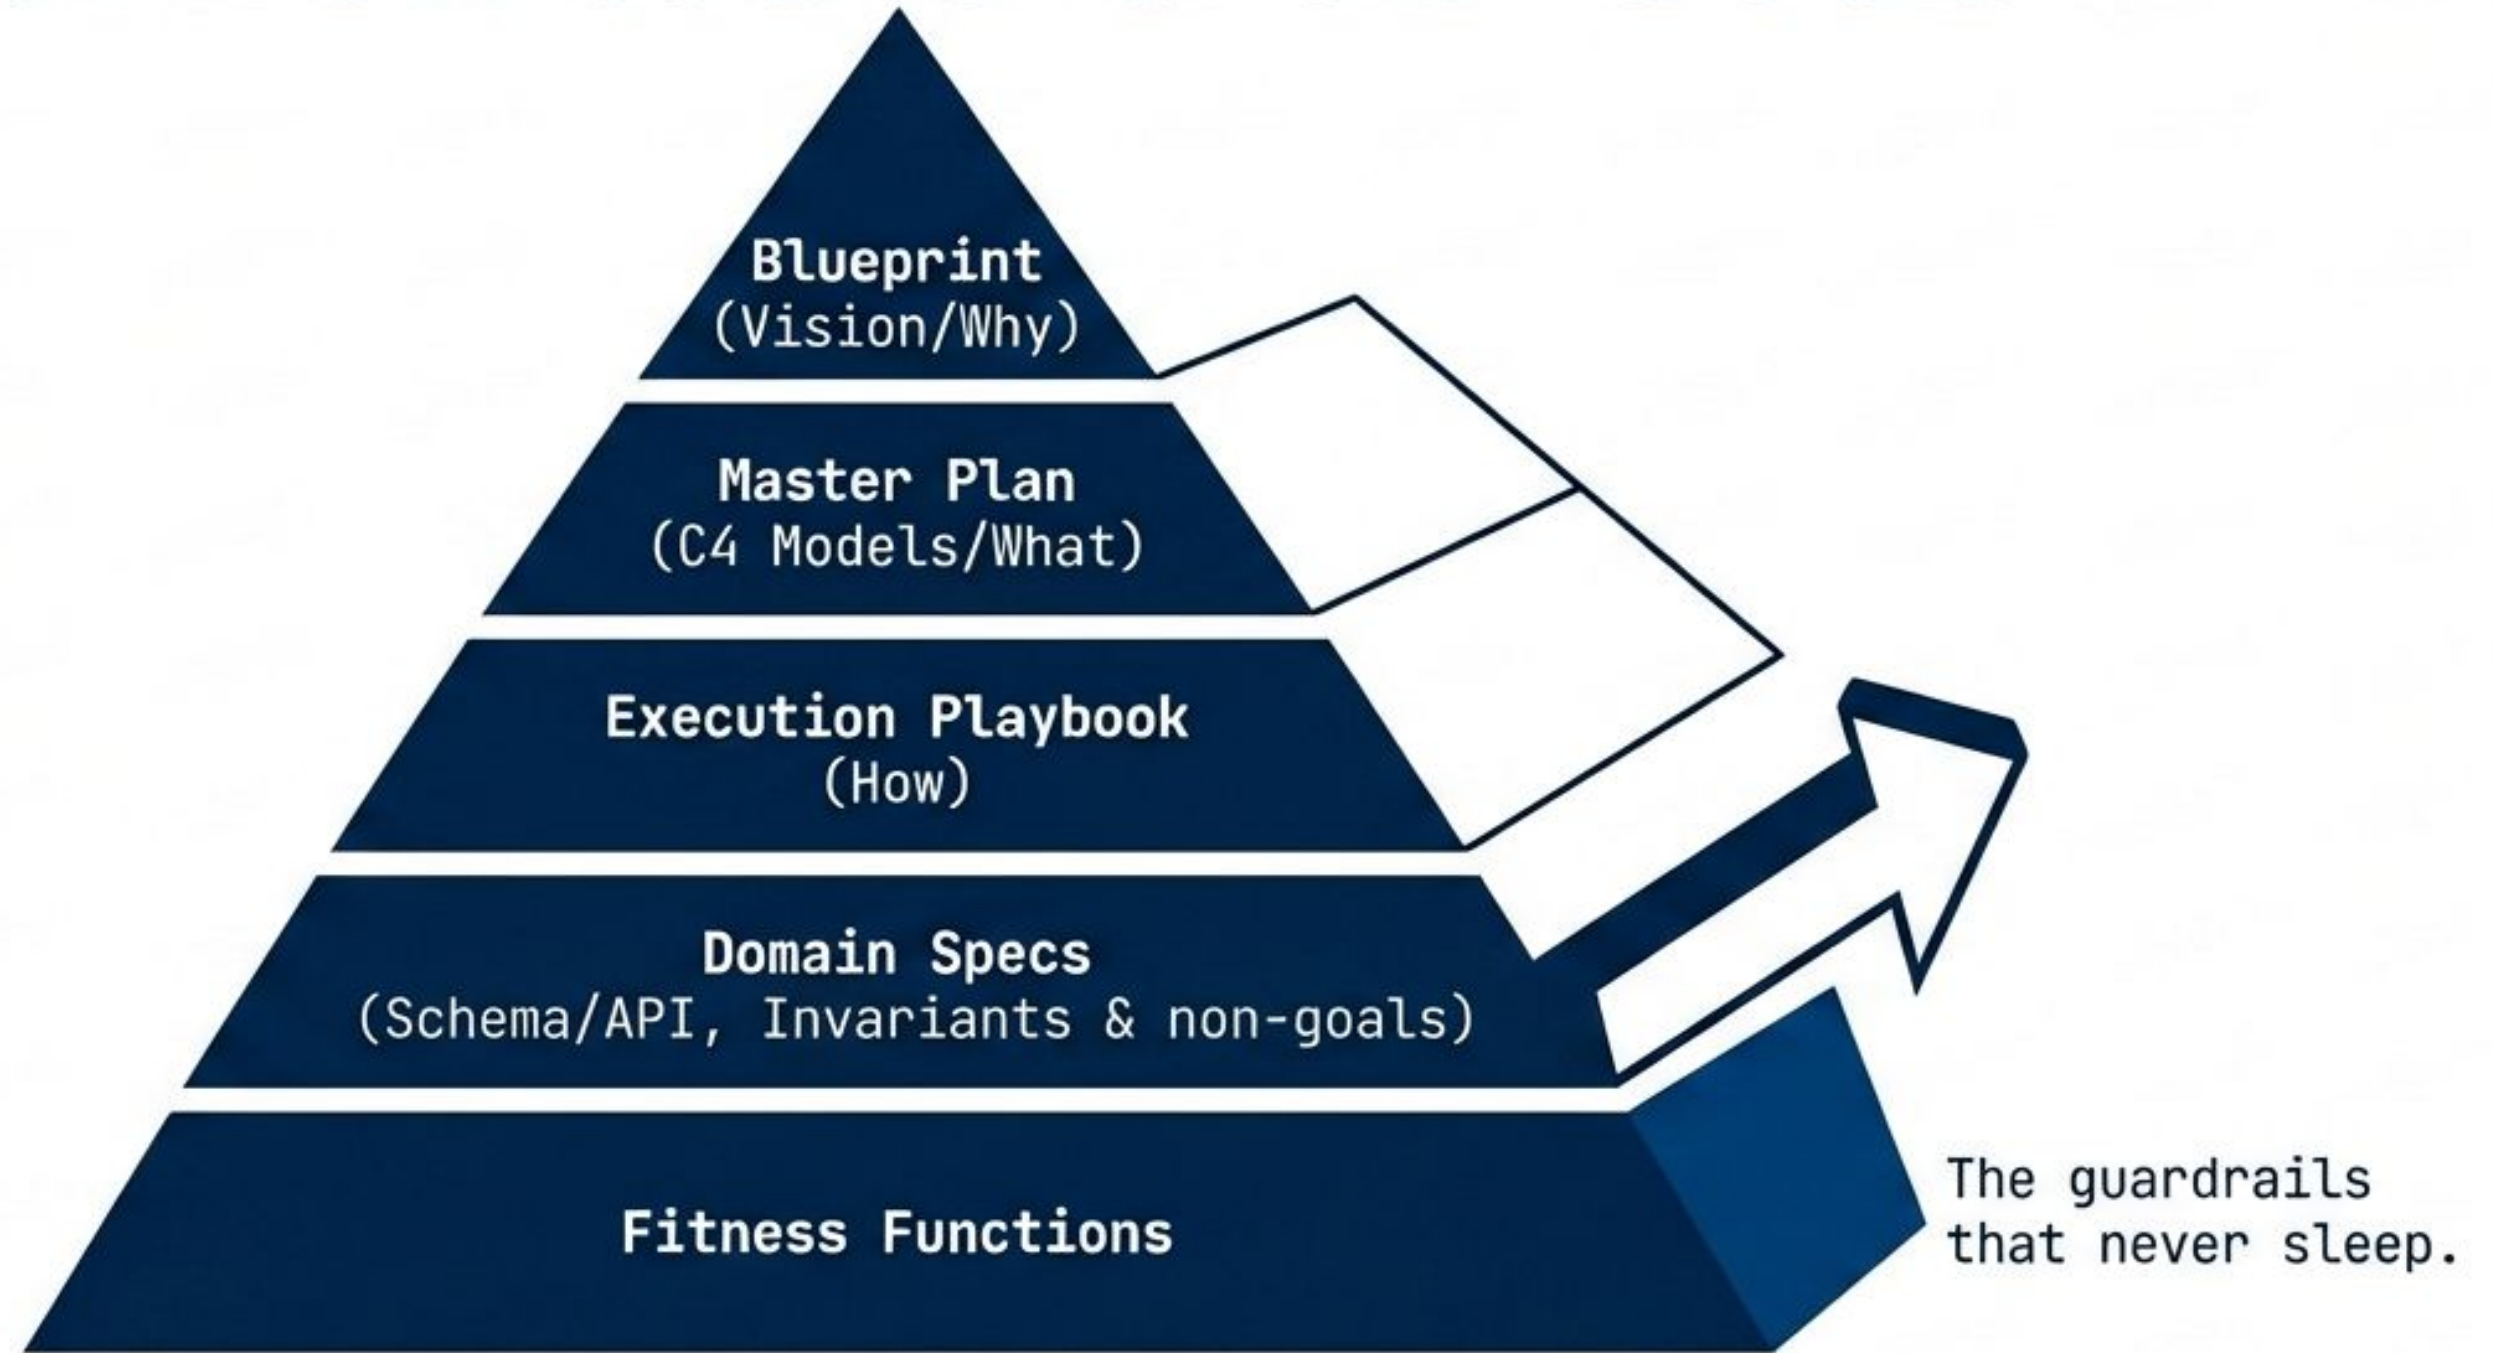 Blueprint
(Vision/Why)
Master Plan
(C4 Models/What)
Execution Playbook
(How)
Domain Specs
(Schema/API, Invariants & non-goals)
Fitness Functions
The guardrails
that never sleep.